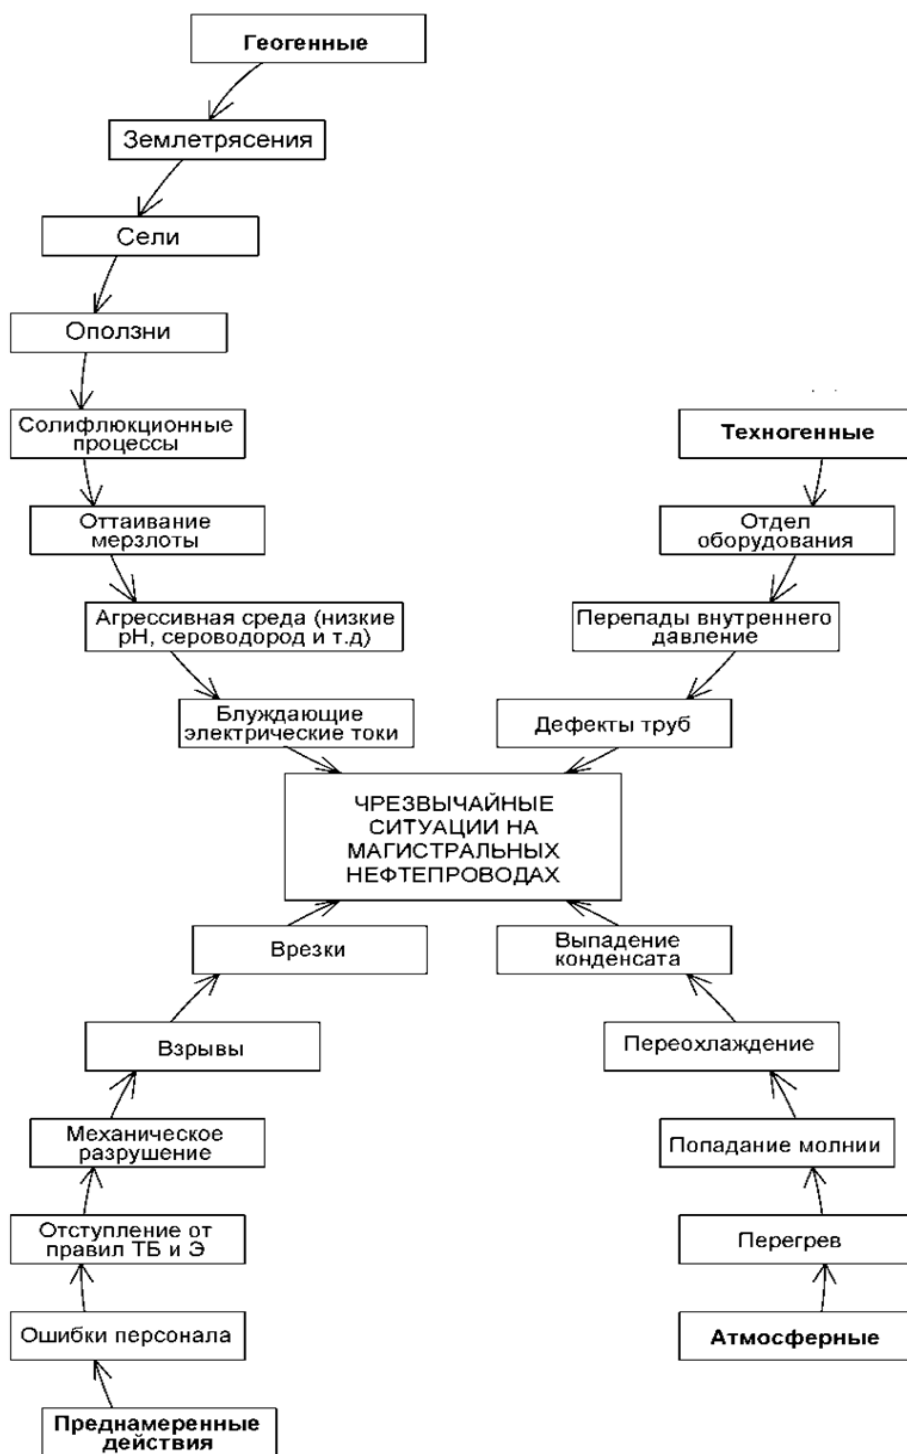 Геогенные
Землетрясения
Сели
Оползни
Солифлюкционные
процессы
Оттаивание
мерзлоты
Агрессивная среда (низкие
pH, сероводород и т.д)
Блуждающие
электрические токи
Техногенные
Отдел
оборудования
Перепады внутреннего
давление
Дефекты труб
ЧРЕЗВЫЧАЙНЫЕ
СИТУАЦИИ НА
МАГИСТРАЛЬНЫХ
НЕФТЕПРОВОДАХ
Врезки
Взрывы
Механическое
разрушение
Отступление от
правил ТБ и Э
Ошибки персонала
Преднамеренные
действия
Выпадение
конденсата
Переохлаждение
Попадание молнии
Перегрев
Атмосферные